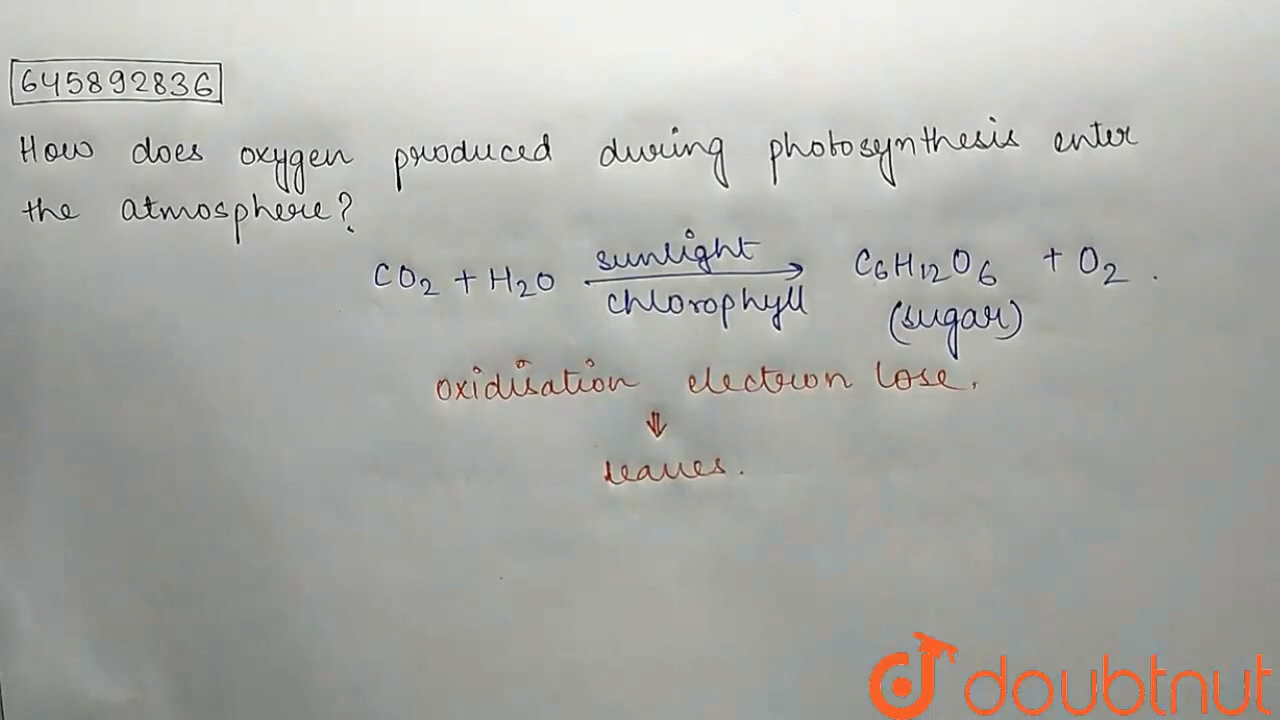 645892836
How does oxygen produced during photosynthesis enter
the atmosphere?
CO2 + H2O sunlight → chlorophyll C6H12O6 + O2.
(sugar)
oxidisation electron lose.
⇓
leaves.
doubtnut